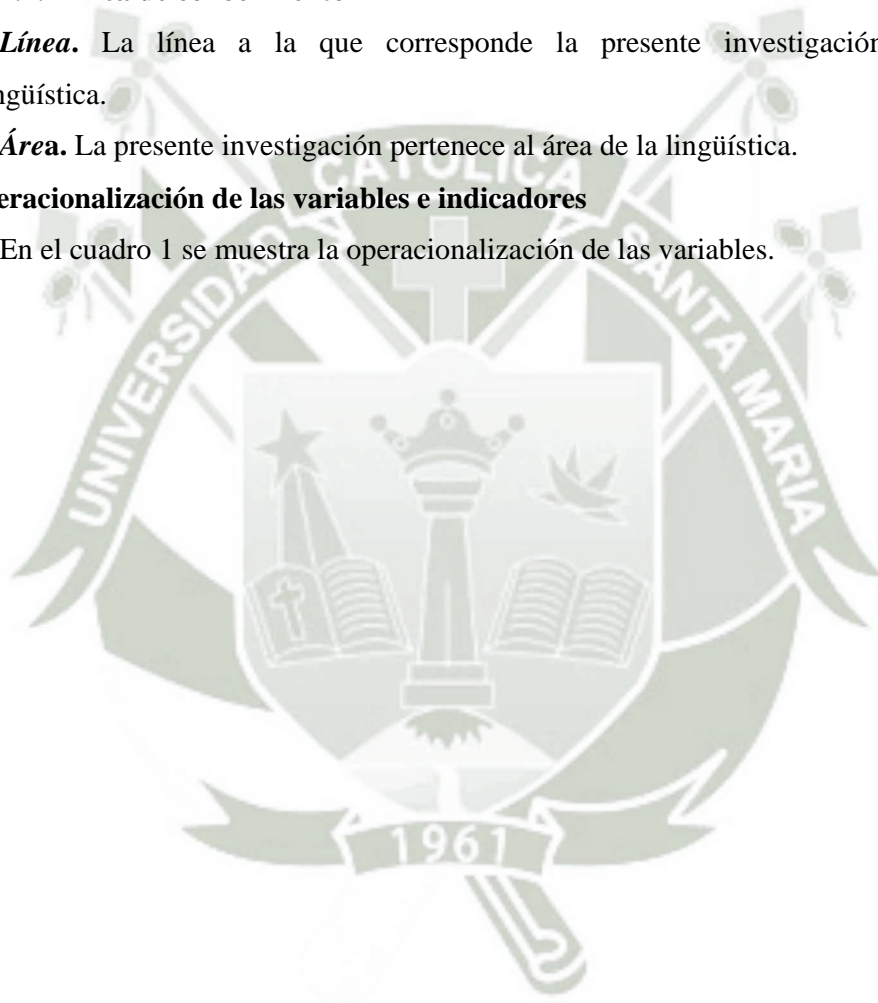 Línea. La línea a la que corresponde la presente investigación
ngüística.
Área. La presente investigación pertenece al área de la lingüística.
eracionalización de las variables e indicadores
En el cuadro 1 se muestra la operacionalización de las variables.
UNIVERSIDAD CATOLICA SANTA MARIA
1961